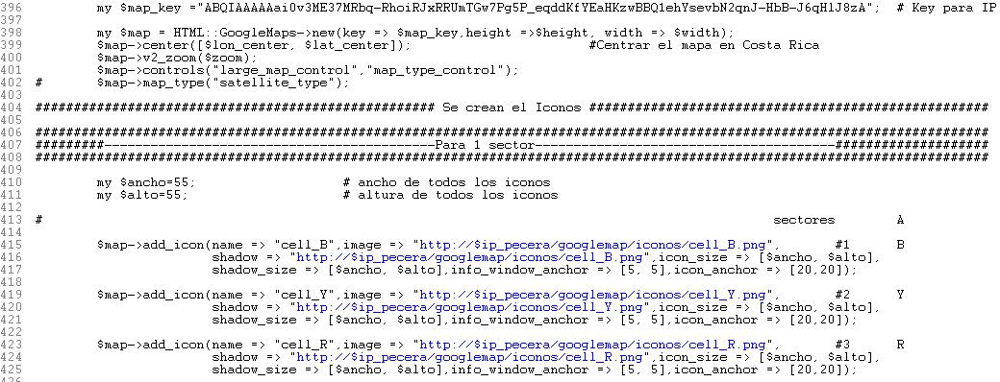 396 my $map_key ="ABQIAAAAAai0v3ME37MRbq-RhoiRJxRRUmTGw7Pg5P_eqddKfYEaHKzwBBQ1ehYsevbN2qnJ-HbB-J6qHlJ8zA"; # Key para IP
397
398 my $map = HTML::GoogleMaps->new(key => $map_key,height =>$height, width => $width);
399 $map->center([$lon_center, $lat_center]); #Centrar el mapa en Costa Rica
400 $map->v2_zoom($zoom);
401 $map->controls("large_map_control","map_type_control");
402 # $map->map_type("satellite_type");
403
404 #################################################### Se crean el Iconos ####################################################
405
406 ############################################################################################################################
407 #########-------------------------------------------Para 1 sector---------------------------------------####################
408 ############################################################################################################################
409
410 my $ancho=55; # ancho de todos los iconos
411 my $alto=55; # altura de todos los iconos
412
413 # sectores A
414
415 $map->add_icon(name => "cell_B",image => "http://$ip_pecera/googlemap/iconos/cell_B.png", #1 B
416 shadow => "http://$ip_pecera/googlemap/iconos/cell_B.png",icon_size => [$ancho, $alto],
417 shadow_size => [$ancho, $alto],info_window_anchor => [5, 5],icon_anchor => [20,20]);
418
419 $map->add_icon(name => "cell_Y",image => "http://$ip_pecera/googlemap/iconos/cell_Y.png", #2 Y
420 shadow => "http://$ip_pecera/googlemap/iconos/cell_Y.png",icon_size => [$ancho, $alto],
421 shadow_size => [$ancho, $alto],info_window_anchor => [5, 5],icon_anchor => [20,20]);
422
423 $map->add_icon(name => "cell_R",image => "http://$ip_pecera/googlemap/iconos/cell_R.png", #3 R
424 shadow => "http://$ip_pecera/googlemap/iconos/cell_R.png",icon_size => [$ancho, $alto],
425 shadow_size => [$ancho, $alto],info_window_anchor => [5, 5],icon_anchor => [20,20]);